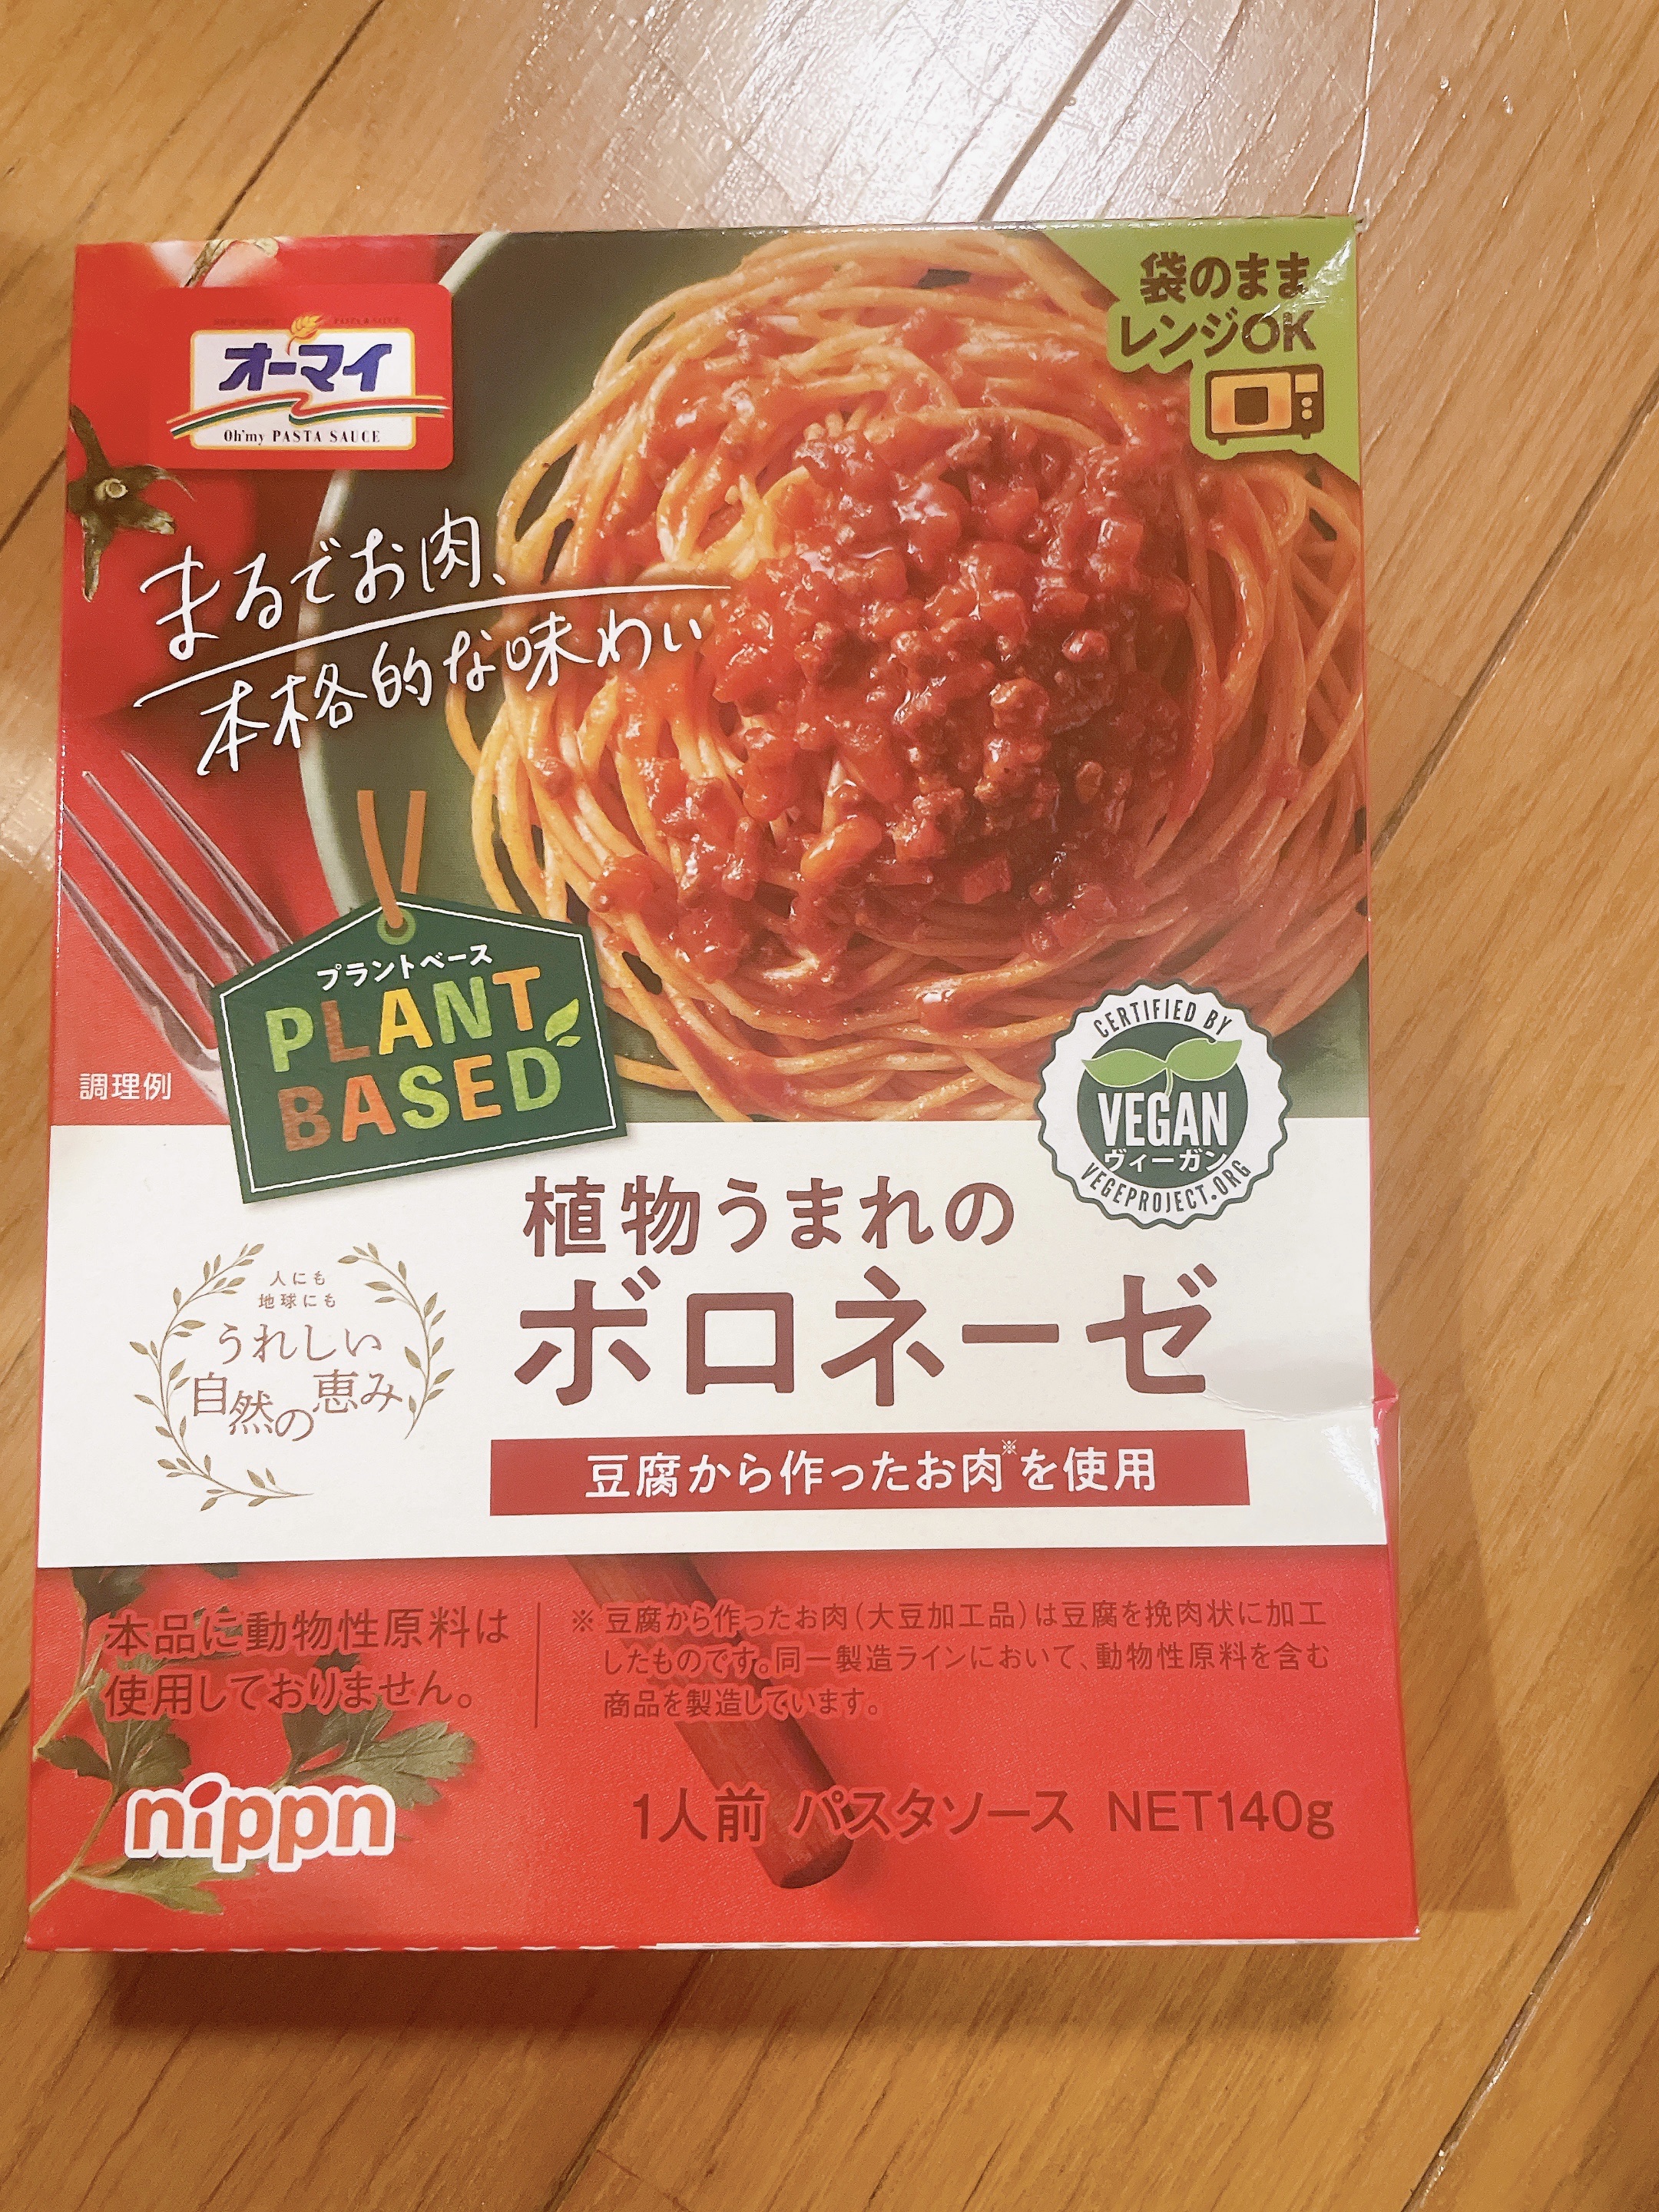 オーマイ
Oh'my PASTA SAUCE
袋のまま
レンジOK
まるでお肉、
本格的な味わい
プラントベース
PLANT
BASED
調理例
CERTIFIED BY
VEGAN
ヴィーガン
VEGEPROJECT.ORG
植物うまれの
ボロネーゼ
人にも
地球にも
うれしい
自然の恵み
豆腐から作ったお肉※を使用
本品に動物性原料は
使用しておりません。
※豆腐から作ったお肉(大豆加工品)は豆腐を挽肉状に加工
したものです。同一製造ラインにおいて、動物性原料を含む
商品を製造しています。
nippn
1人前 パスタソース NET140g